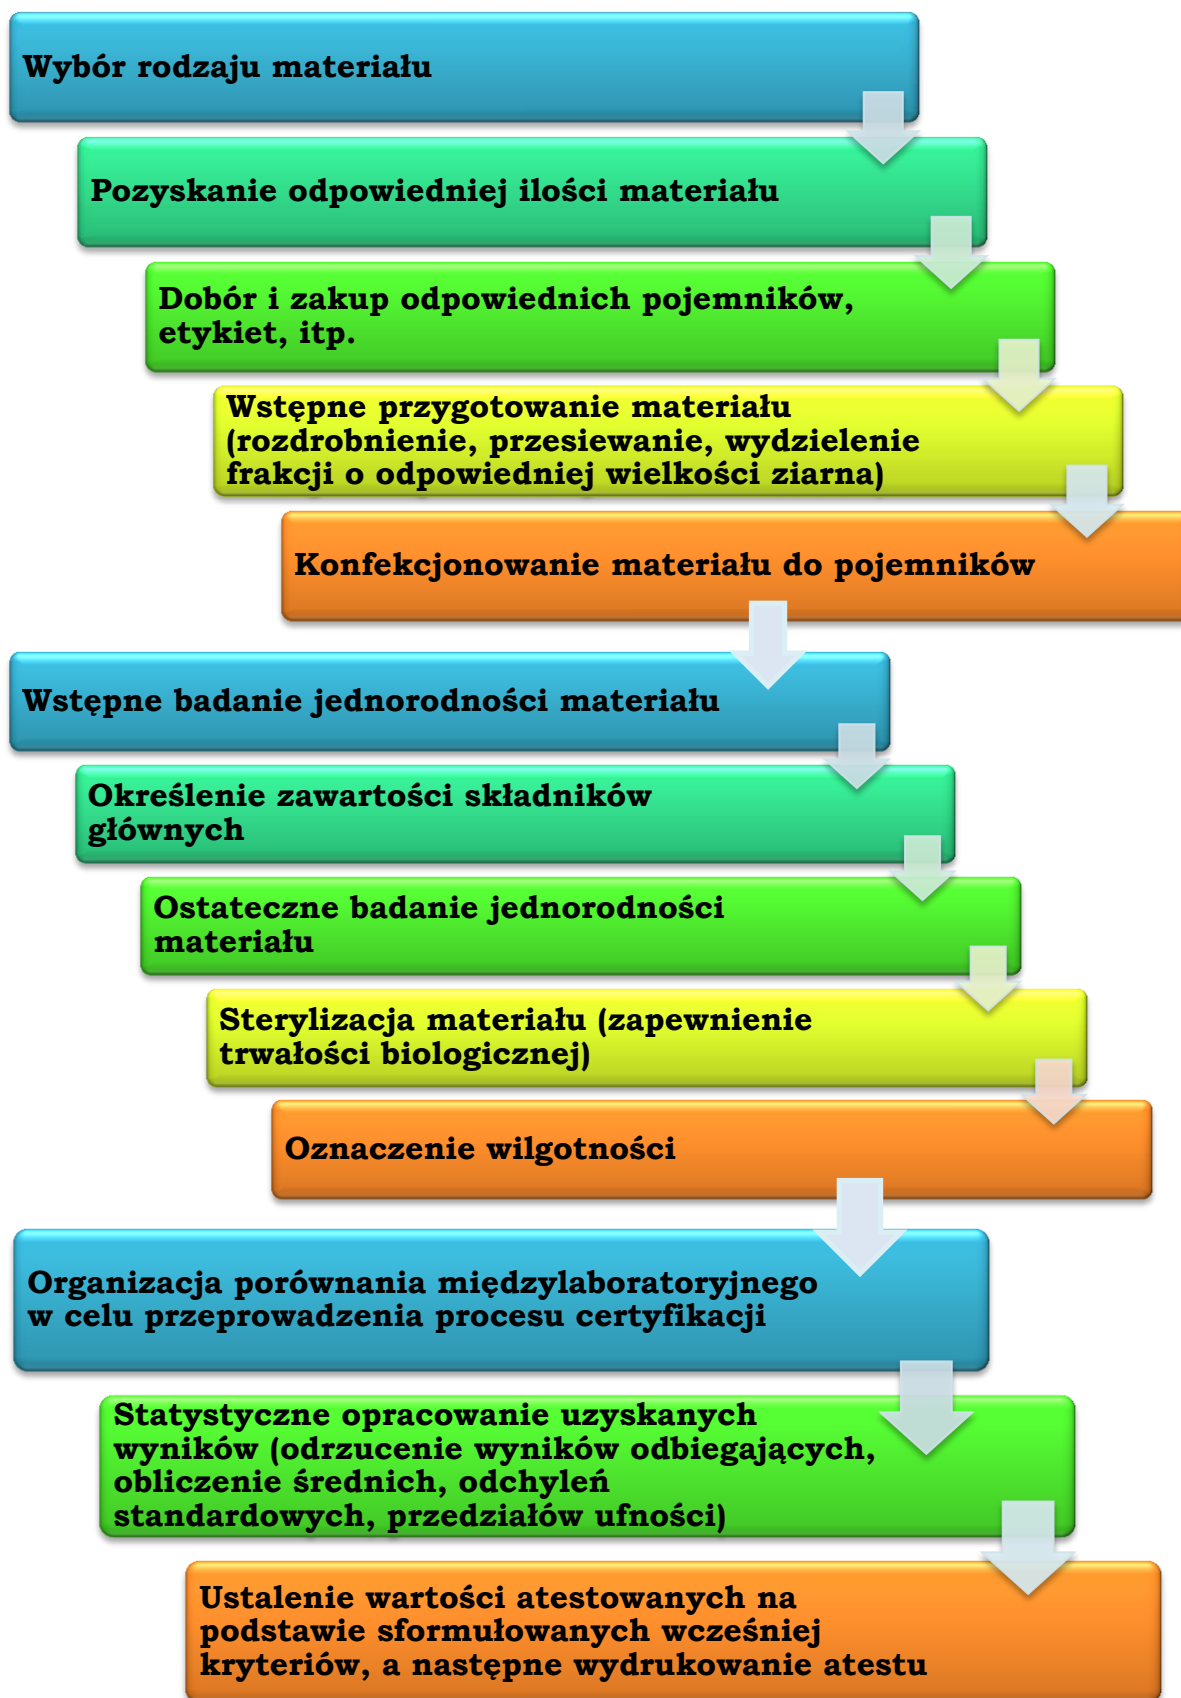 Wybór rodzaju materiału
Pozyskanie odpowiedniej ilości materiału
Dobór i zakup odpowiednich pojemników,
etykiet, itp.
Wstępne przygotowanie materiału
(rozdrobnienie, przesiewanie, wydzielenie
frakcji o odpowiedniej wielkości ziarna)
Konfekcjonowanie materiału do pojemników
Wstępne badanie jednorodności materiału
Określenie zawartości składników
głównych
Ostateczne badanie jednorodności
materiału
Sterylizacja materiału (zapewnienie
trwałości biologicznej)
Oznaczenie wilgotności
Organizacja porównania międzylaboratoryjnego
w celu przeprowadzenia procesu certyfikacji
Statystyczne opracowanie uzyskanych
wyników (odrzucenie wyników odbiegających,
obliczenie średnich, odchyleń
standardowych, przedziałów ufności)
Ustalenie wartości atestowanych na
podstawie sformułowanych wcześniej
kryteriów, a następne wydrukowanie atestu